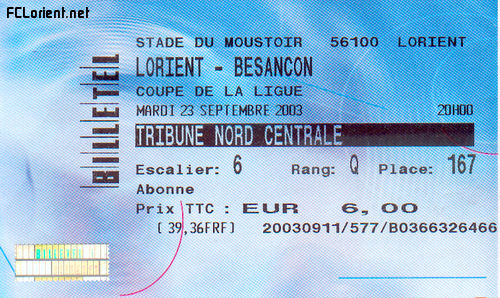 FCLorient.net
BILLETEL
STADE DU MOUSTOIR 56100 LORIENT
LORIENT - BESANCON
COUPE DE LA LIGUE
MARDI 23 SEPTEMBRE 2003 20H00
TRIBUNE NORD CENTRALE
Escalier: 6 Rang: Q Place: 167
Abonne
Prix TTC : EUR 6,00
[ 39,36FRF) 20030911/577/B0366326466